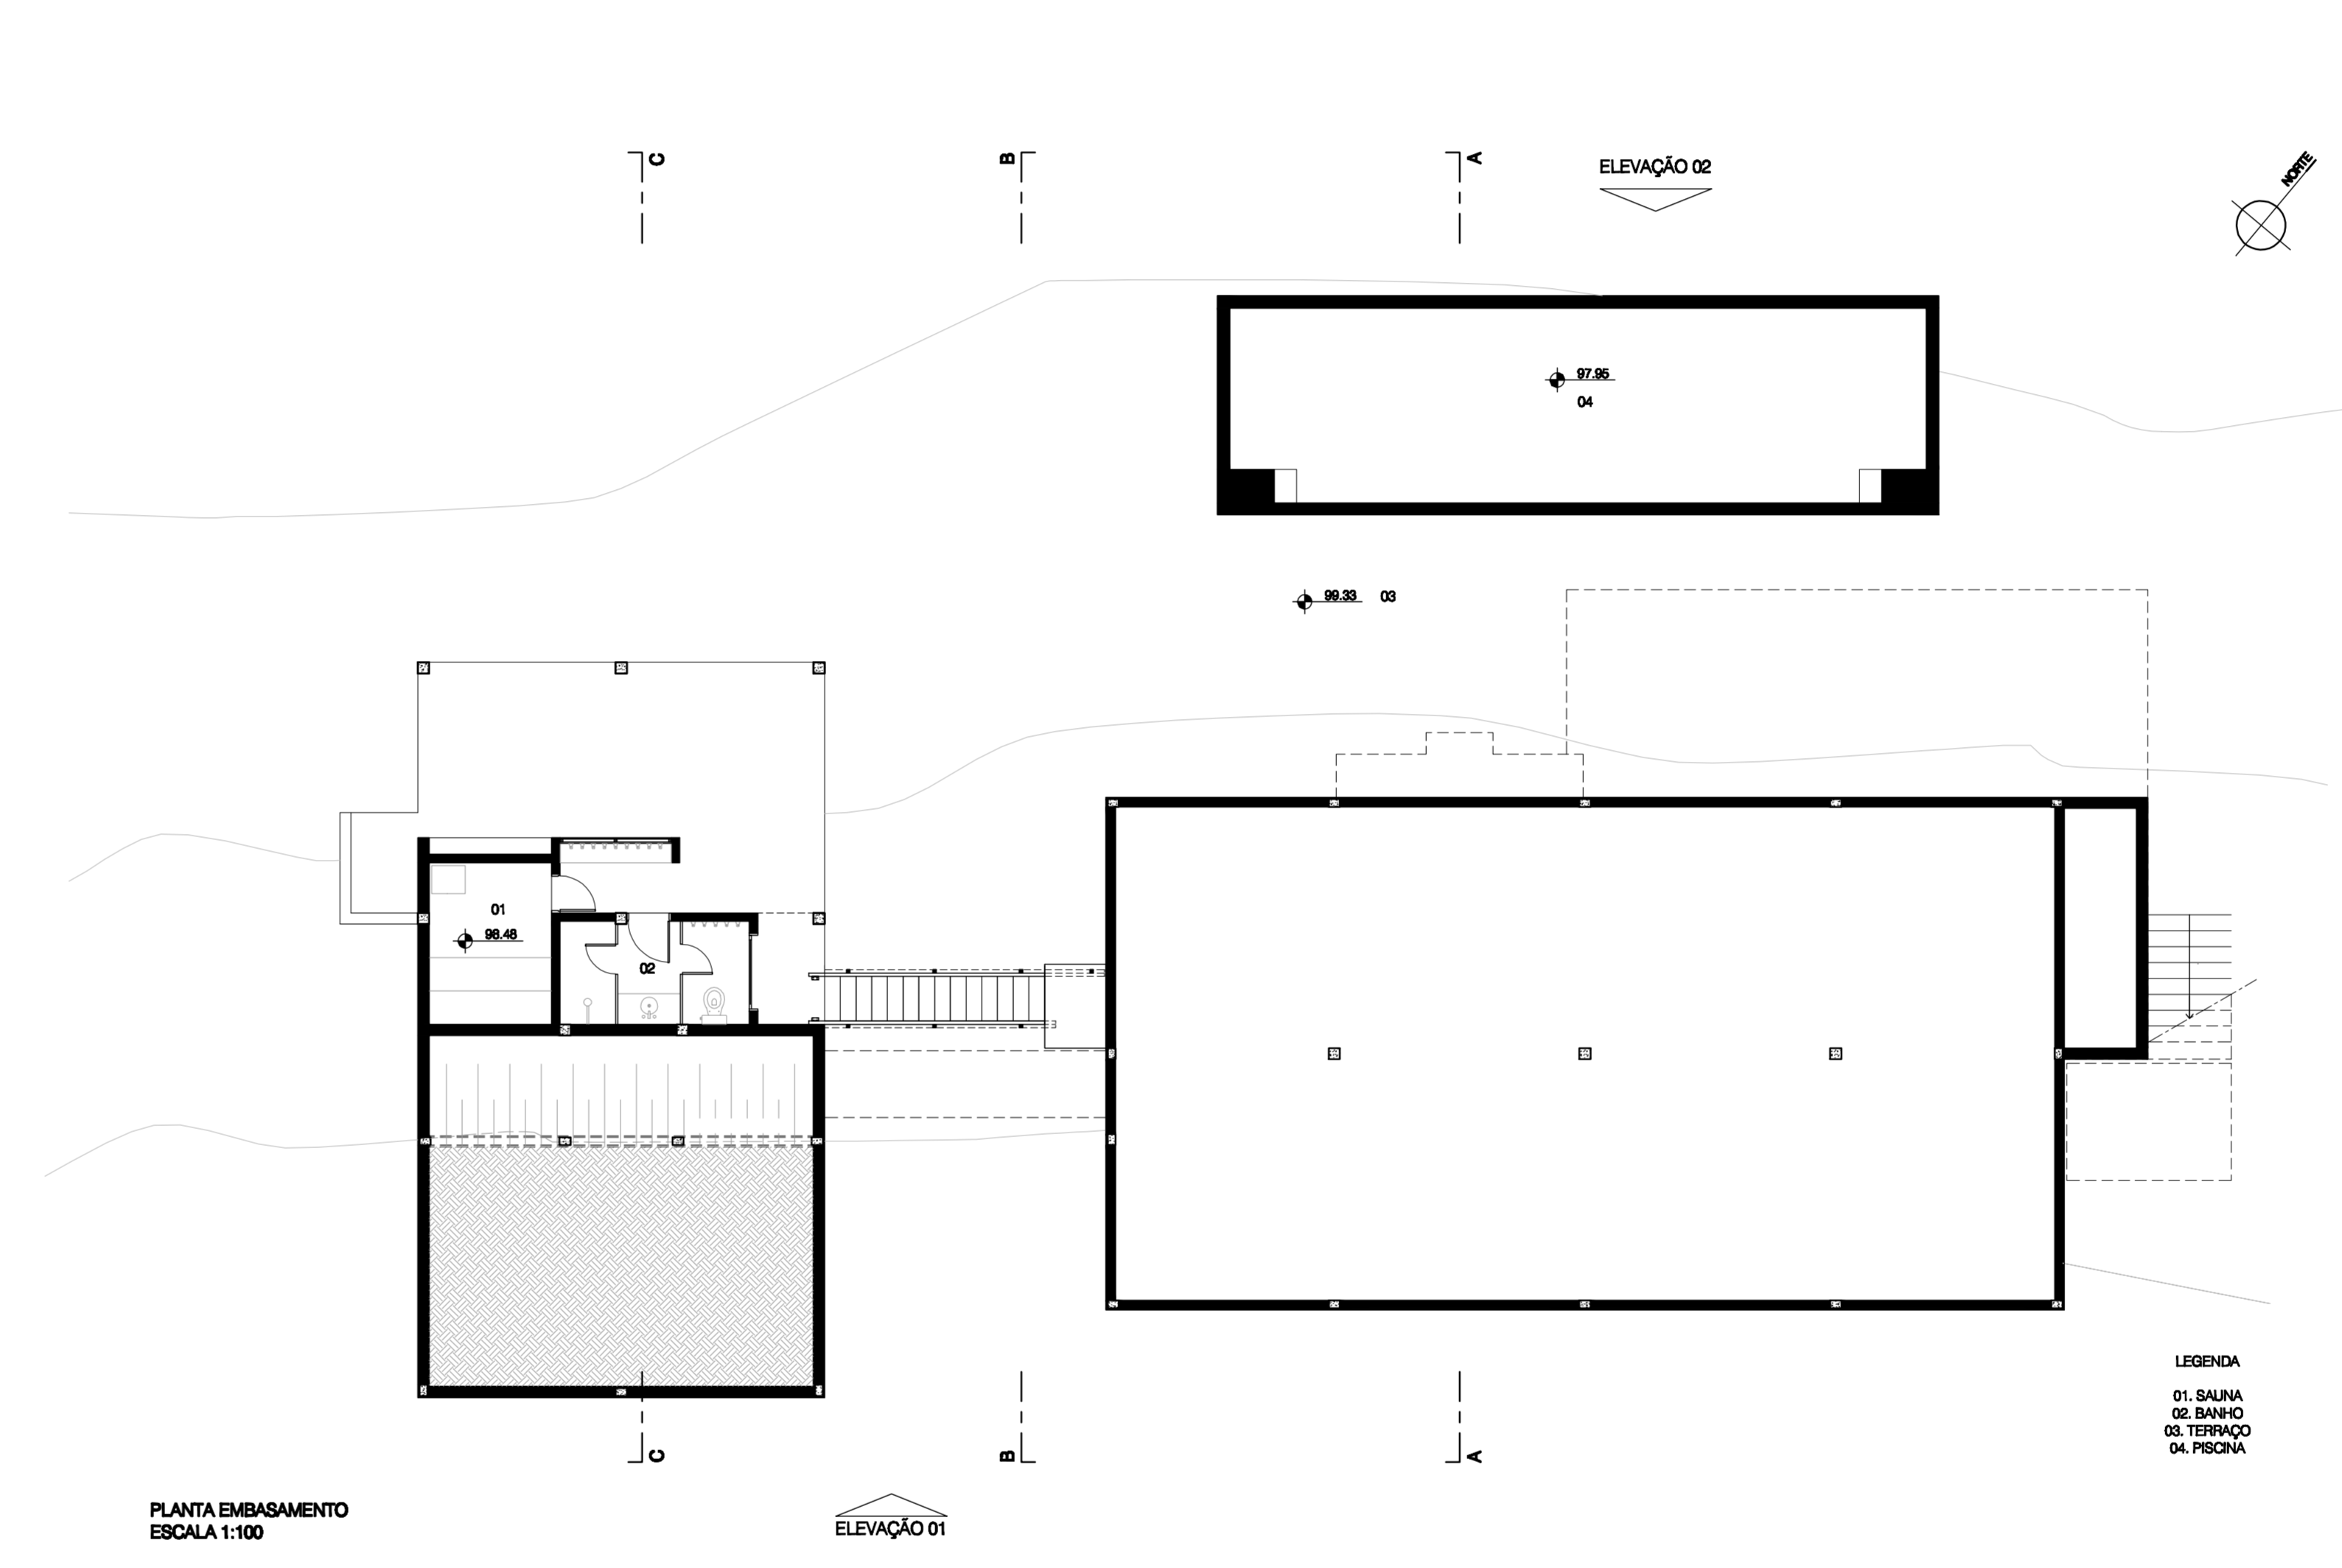 C
B
A
ELEVAÇÃO 02
NORTE
97.95
04
99.33 03
01
98.48
02
LEGENDA
01. SAUNA
02. BANHO
03. TERRAÇO
04. PISCINA
C
B
A
PLANTA EMBASAMENTO
ESCALA 1:100
ELEVAÇÃO 01